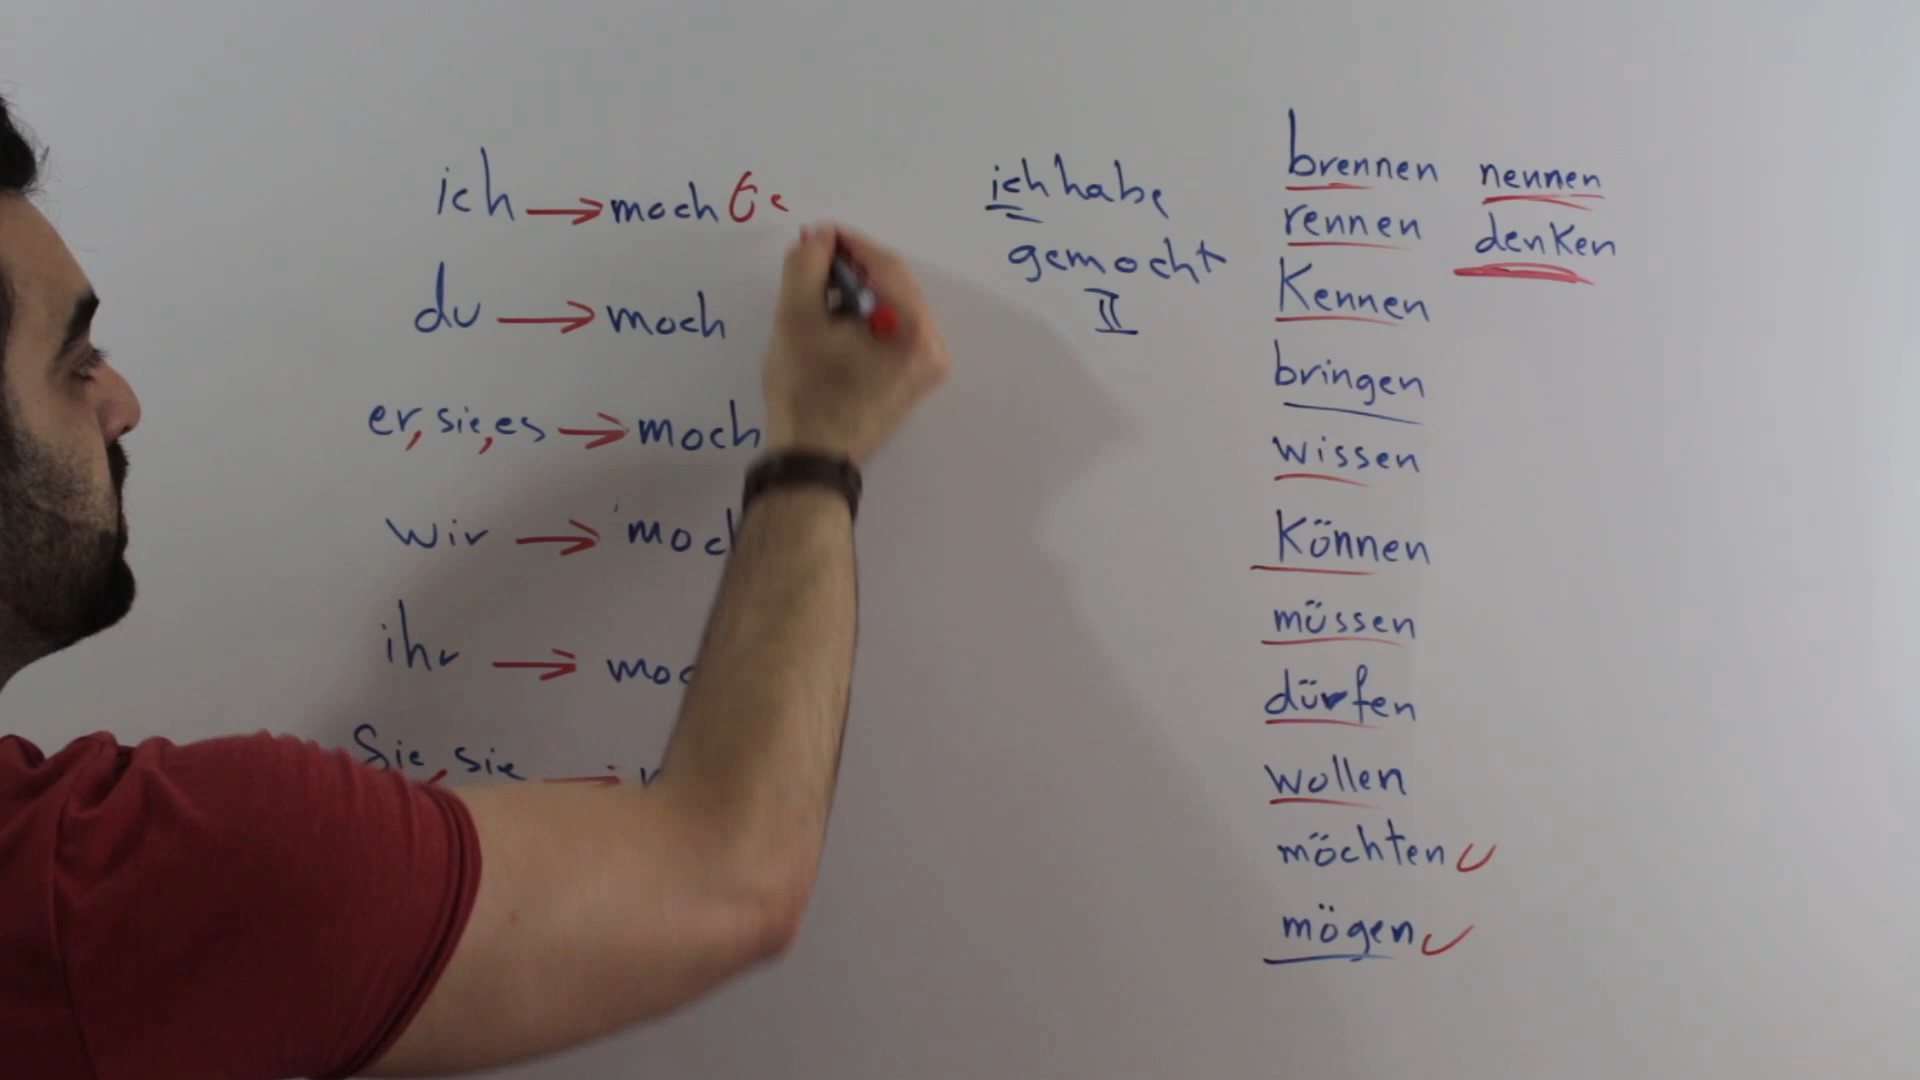 ich → mochte
du → moch
er, sie, es → moch
wir → moc
ihr → moc
Sie, sie →
ich habe
gemocht
II
brennen nennen
rennen denken
Kennen
bringen
wissen
Können
müssen
dürfen
wollen
möchten
mögen